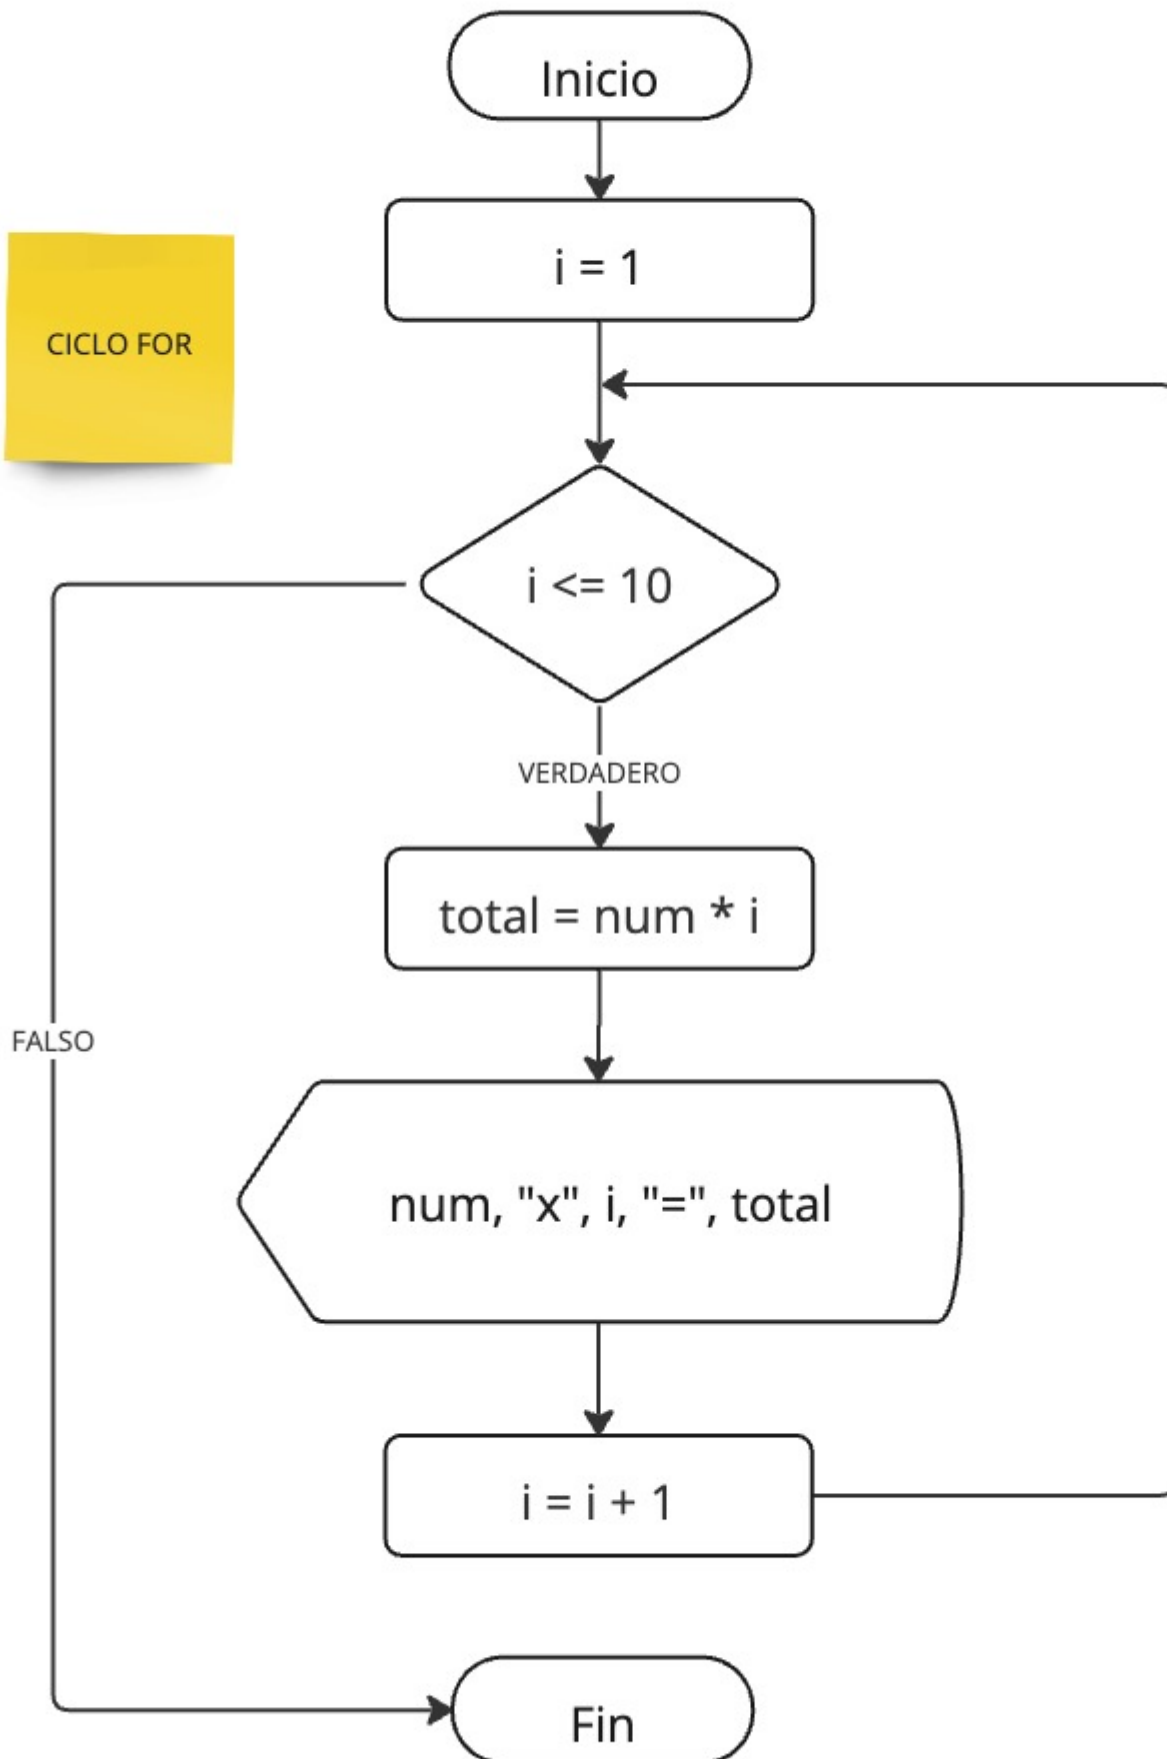 Inicio
i = 1
CICLO FOR
i <= 10
VERDADERO
total = num * i
FALSO
num, "x", i, "=", total
i = i + 1
Fin